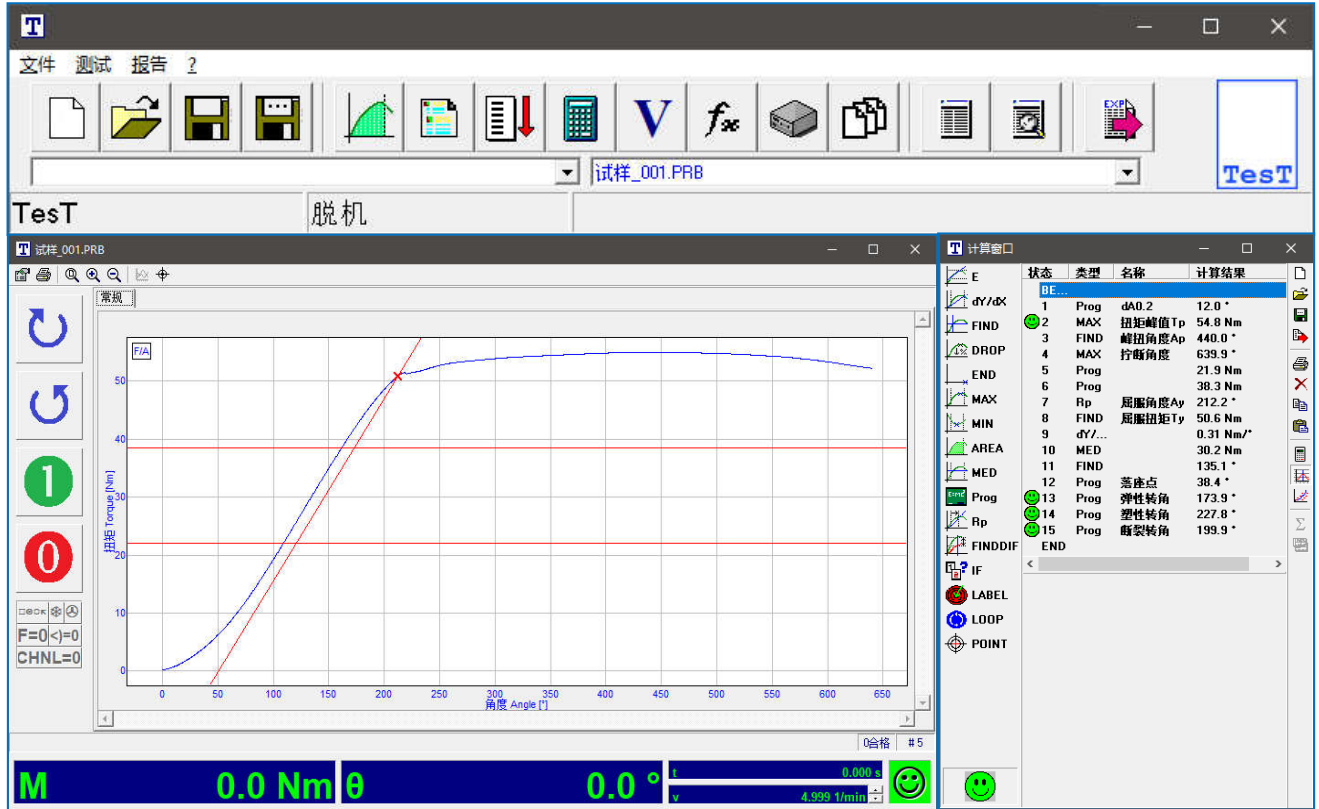 文件 测试 报告 ?
V fx EXP
试样_001.PRB
TesT
TesT 脱机
试样_001.PRB
常规
F/A
扭矩 Torque [Nm]
50
40
30
20
10
0
0 50 100 150 200 250 300 350 400 450 500 550 600 650
角度 Angle [°]
1
0
F=0 <)=0
CHNL=0
0合格 #5
M 0.0 Nm θ 0.0 °
t 0.000 s
v 4.999 1/min
计算窗口
E
dY/dX
FIND
DROP
END
MAX
MIN
AREA
MED
Prog
Rp
FINDDIF
IF
LABEL
LOOP
POINT
状态 类型 名称 计算结果
BE...
1 Prog dA0.2 12.0 °
2 MAX 扭矩峰值Tp 54.8 Nm
3 FIND 峰扭角度Ap 440.0 °
4 MAX 拧断角度 639.9 °
5 Prog 21.9 Nm
6 Prog 38.3 Nm
7 Rp 屈服角度Ay 212.2 °
8 FIND 屈服扭矩Ty 50.6 Nm
9 dY/... 0.31 Nm/°
10 MED 30.2 Nm
11 FIND 135.1 °
12 Prog 落座点 38.4 °
13 Prog 弹性转角 173.9 °
14 Prog 塑性转角 227.8 °
15 Prog 断裂转角 199.9 °
END